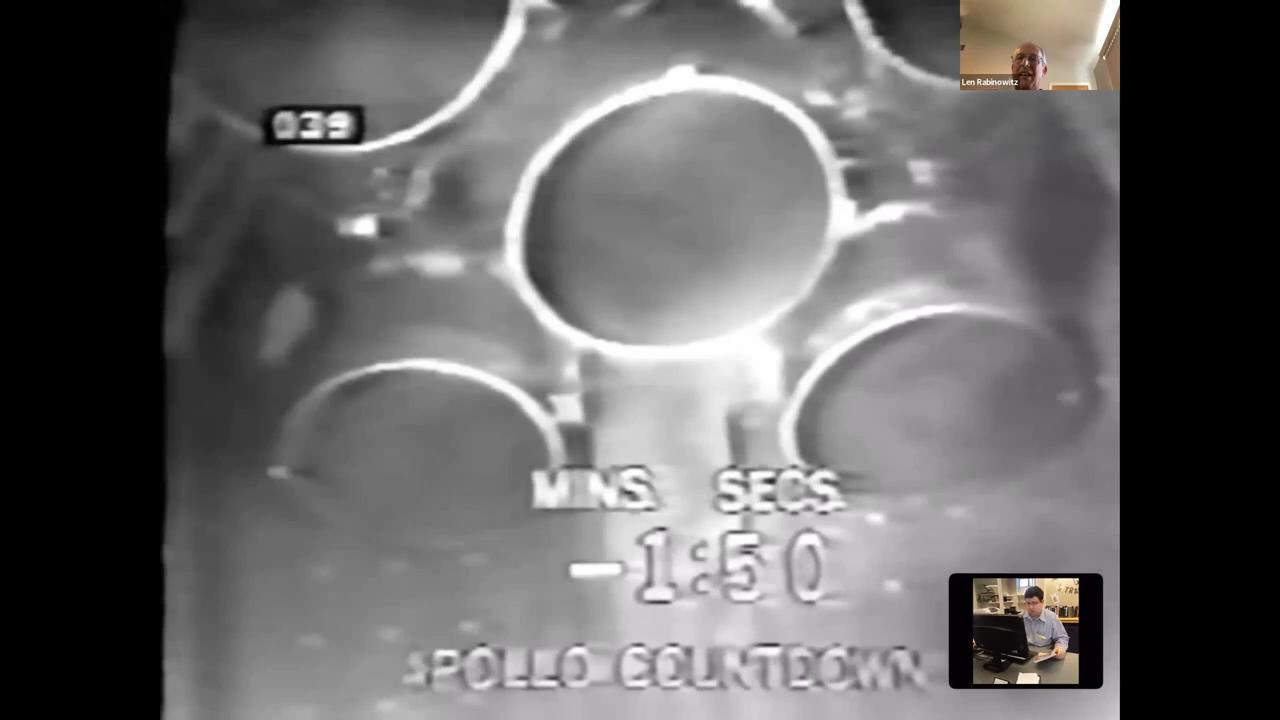 Len Rabinowitz
039
MINS. SECS.
-1:50
APOLLO COUNTDOWN